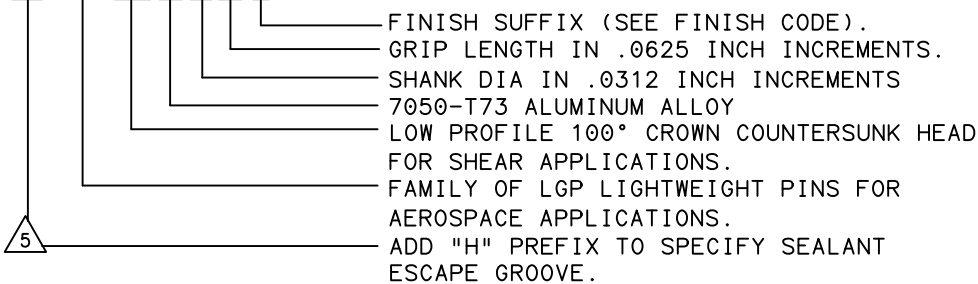 FINISH SUFFIX (SEE FINISH CODE).
GRIP LENGTH IN .0625 INCH INCREMENTS.
SHANK DIA IN .0312 INCH INCREMENTS
7050-T73 ALUMINUM ALLOY
LOW PROFILE 100° CROWN COUNTERSUNK HEAD
FOR SHEAR APPLICATIONS.
FAMILY OF LGP LIGHTWEIGHT PINS FOR
AEROSPACE APPLICATIONS.
5
ADD "H" PREFIX TO SPECIFY SEALANT
ESCAPE GROOVE.